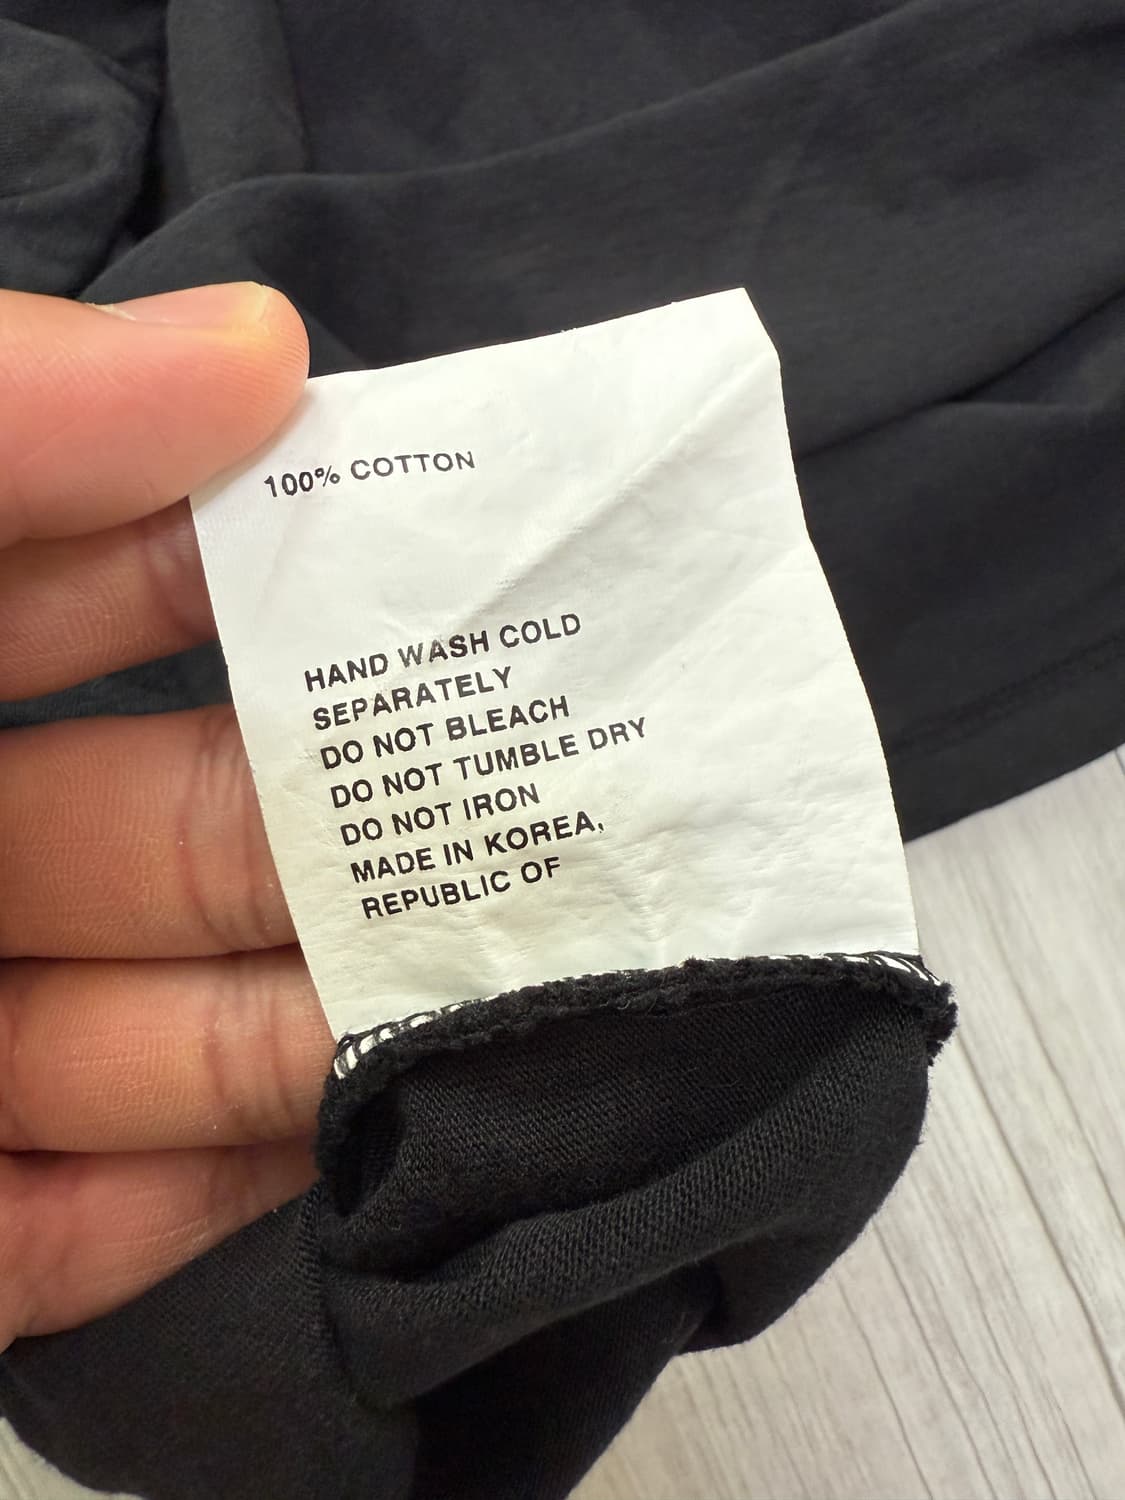 100% COTTON
HAND WASH COLD
SEPARATELY
DO NOT BLEACH
DO NOT TUMBLE DRY
DO NOT IRON
MADE IN KOREA,
REPUBLIC OF